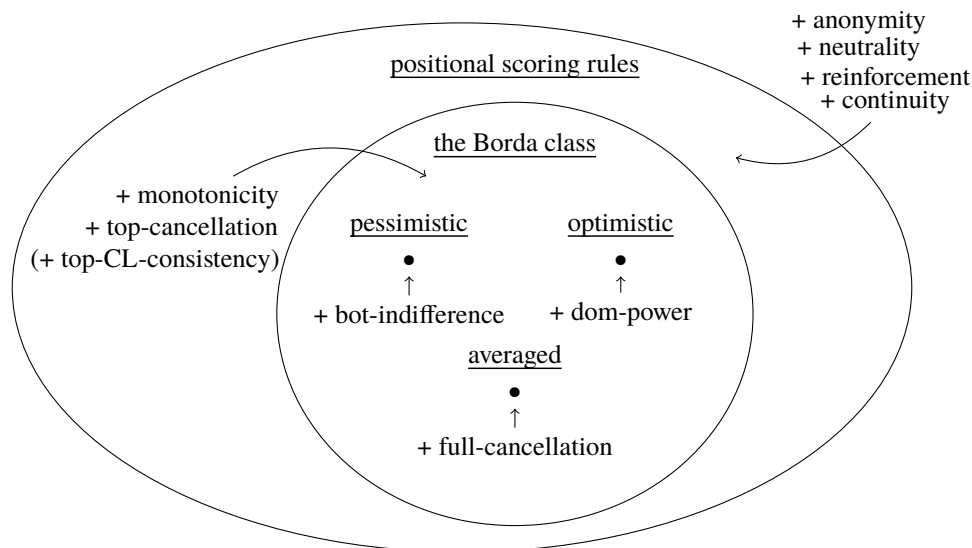 + anonymity
+ neutrality
+ reinforcement
+ continuity
positional scoring rules
the Borda class
+ monotonicity
+ top-cancellation
(+ top-CL-consistency)
pessimistic
optimistic
+ bot-indifference
+ dom-power
averaged
+ full-cancellation